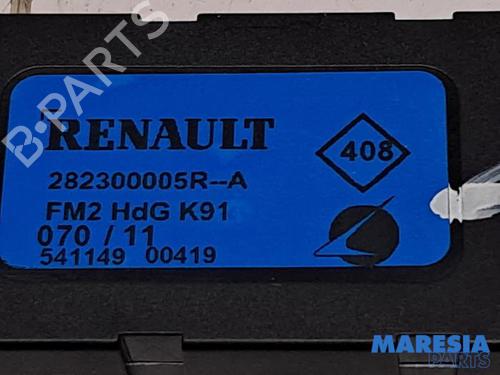 B-PARTS
RENAULT
408
282300005R--A
FM2 HdG K91
070 / 11
541149 00419
MARESIA
PARTS